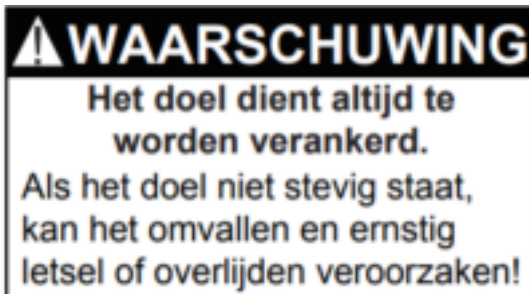 WAARSCHUWING
Het doel dient altijd te
worden verankerd.
Als het doel niet stevig staat,
kan het omvallen en ernstig
letsel of overlijden veroorzaken!